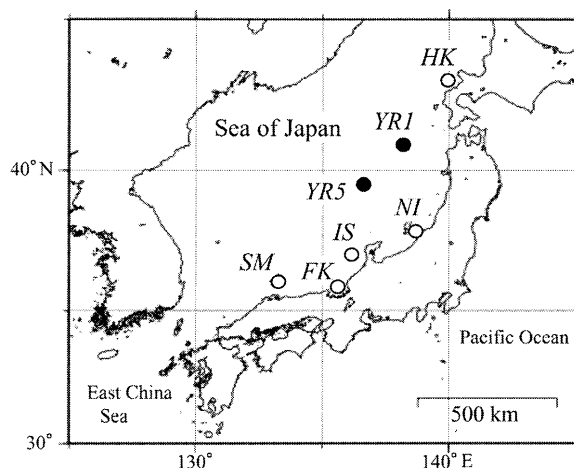 HK
Sea of Japan
YR1
40°N
YR5
NI
IS
SM
FK
Pacific Ocean
East China
Sea
500 km
30°
130°
140° E